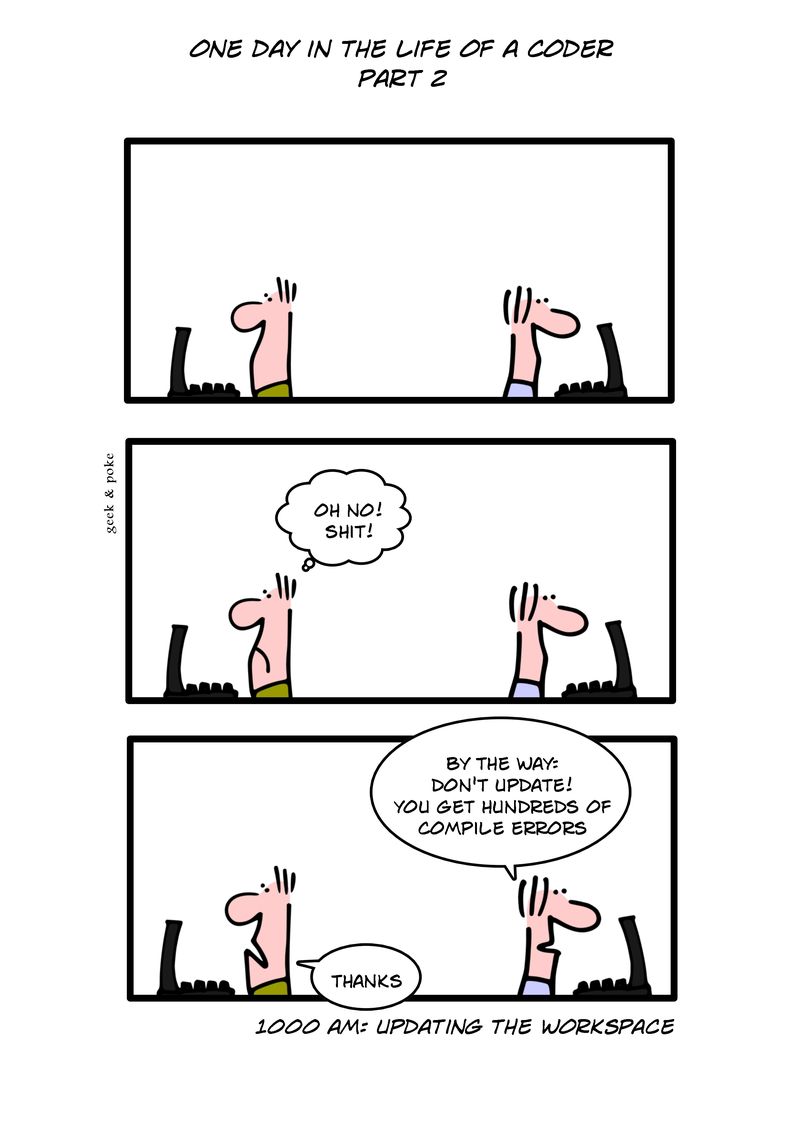 ONE DAY IN THE LIFE OF A CODER
PART 2
geek & poke
OH NO!
SHIT!
BY THE WAY:
DON'T UPDATE!
YOU GET HUNDREDS OF
COMPILE ERRORS
THANKS
1000 AM: UPDATING THE WORKSPACE